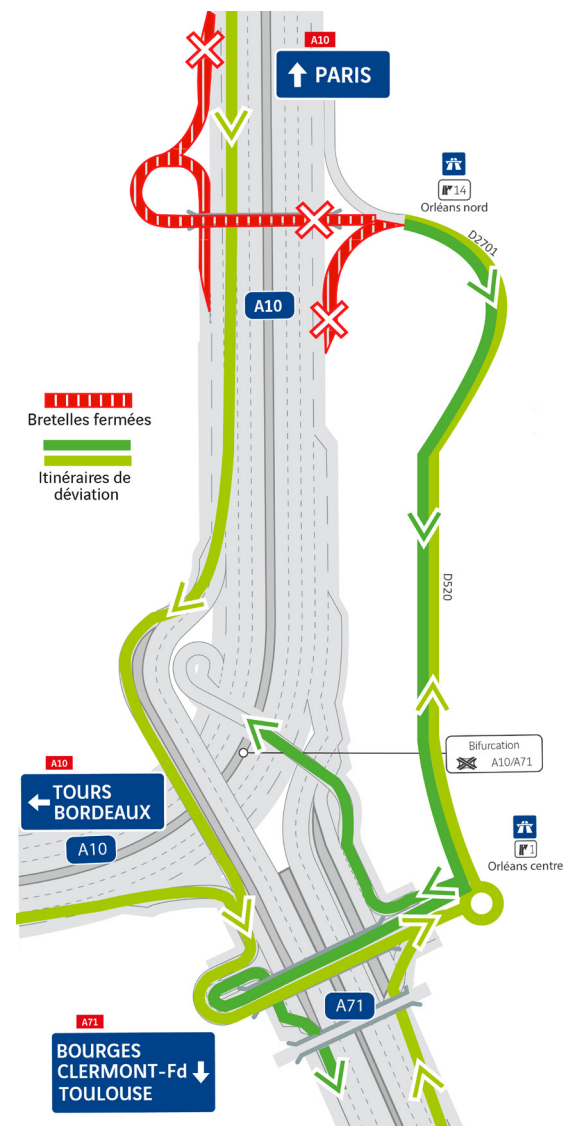 A10
PARIS
14
Orléans nord
D2701
A10
Bretelles fermées
Itinéraires de
déviation
D520
Bifurcation
A10/A71
A10
TOURS
BORDEAUX
A10
1
Orléans centre
A71
A71
BOURGES
CLERMONT-Fd
TOULOUSE